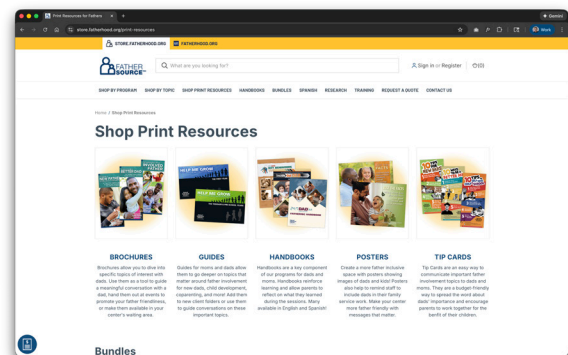 Print Resources for Fathers
Gemini
store.fatherhood.org/print-resources
Work
STORE.FATHERHOOD.ORG
FATHERHOOD.ORG
FATHER
SOURCE
What are you looking for?
Sign in or Register
(0)
SHOP BY PROGRAM SHOP BY TOPIC SHOP PRINT RESOURCES HANDBOOKS BUNDLES SPANISH RESEARCH TRAINING REQUEST A QUOTE CONTACT US
Home / Shop Print Resources
Shop Print Resources
HELP ME GROW
HELP ME GROW
BROCHURES
Brochures allow you to dive into
specific topics of interest with
dads. Use them as a tool to guide
a meaningful conversation with a
dad, hand them out at events to
promote your father friendliness,
or make them available in your
center's waiting area.
GUIDES
Guides for moms and dads allow
them to go deeper on topics that
matter around father involvement
for new dads, child development,
coparenting, and more! Add them
to new client folders or use them
to guide conversations on these
important topics.
HANDBOOKS
Handbooks are a key component
of our programs for dads and
moms. Handbooks reinforce
learning and allow parents to
reflect on what they learned
during the sessions. Many
available in English and Spanish!
POSTERS
Create a more father inclusive
space with posters showing
images of dads and kids! Posters
also help to remind staff to
include dads in their family
service work. Make your center
more father friendly with
messages that matter.
TIP CARDS
Tip Cards are an easy way to
communicate important father
involvement topics to dads and
moms. They are a budget-friendly
way to spread the word about
dads' importance and encourage
parents to work together for the
benefit of their children.
Bundles